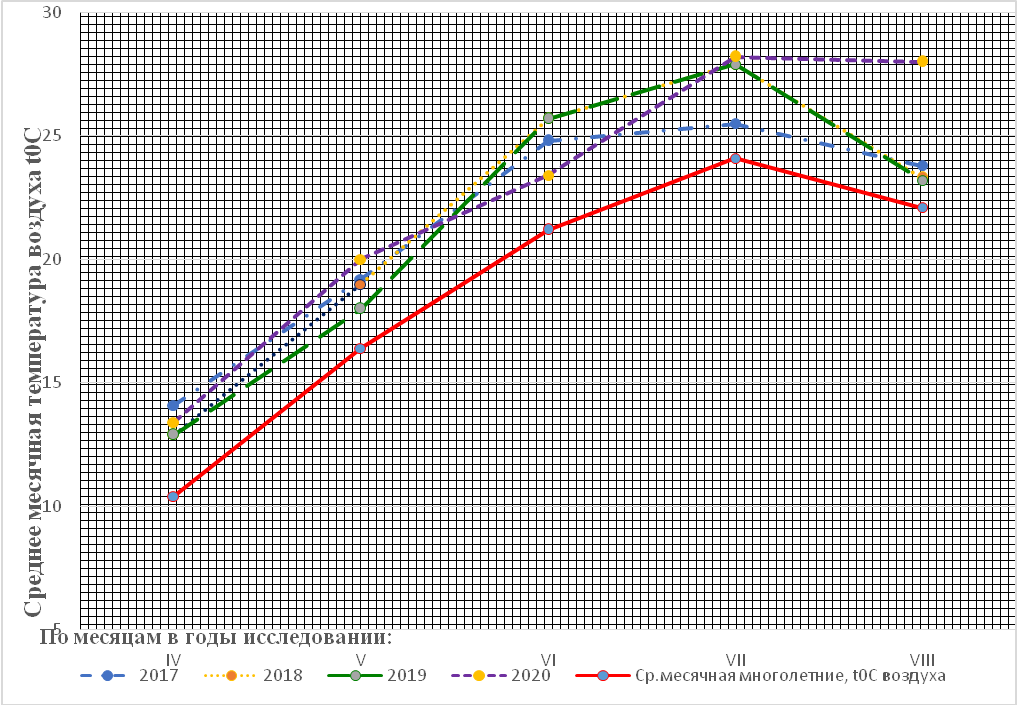 30
25
20
15
10
5
Среднее месячная температура воздуха t0C
По месяцам в годы исследовании:
IV V VI VII VIII
2017 2018 2019 2020 Ср.месячная многолетние, t0C воздуха